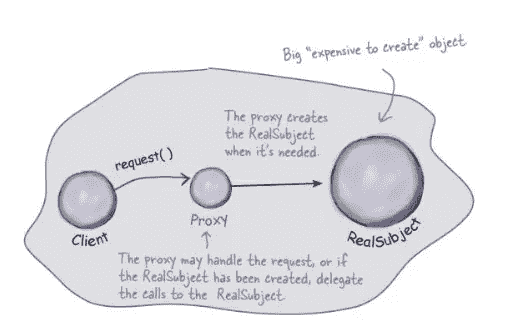 Big "expensive to create" object
The proxy creates
the RealSubject
when it's needed.
request()
Client
Proxy
RealSubject
The proxy may handle the request, or if
the RealSubject has been created, delegate
the calls to the RealSubject.